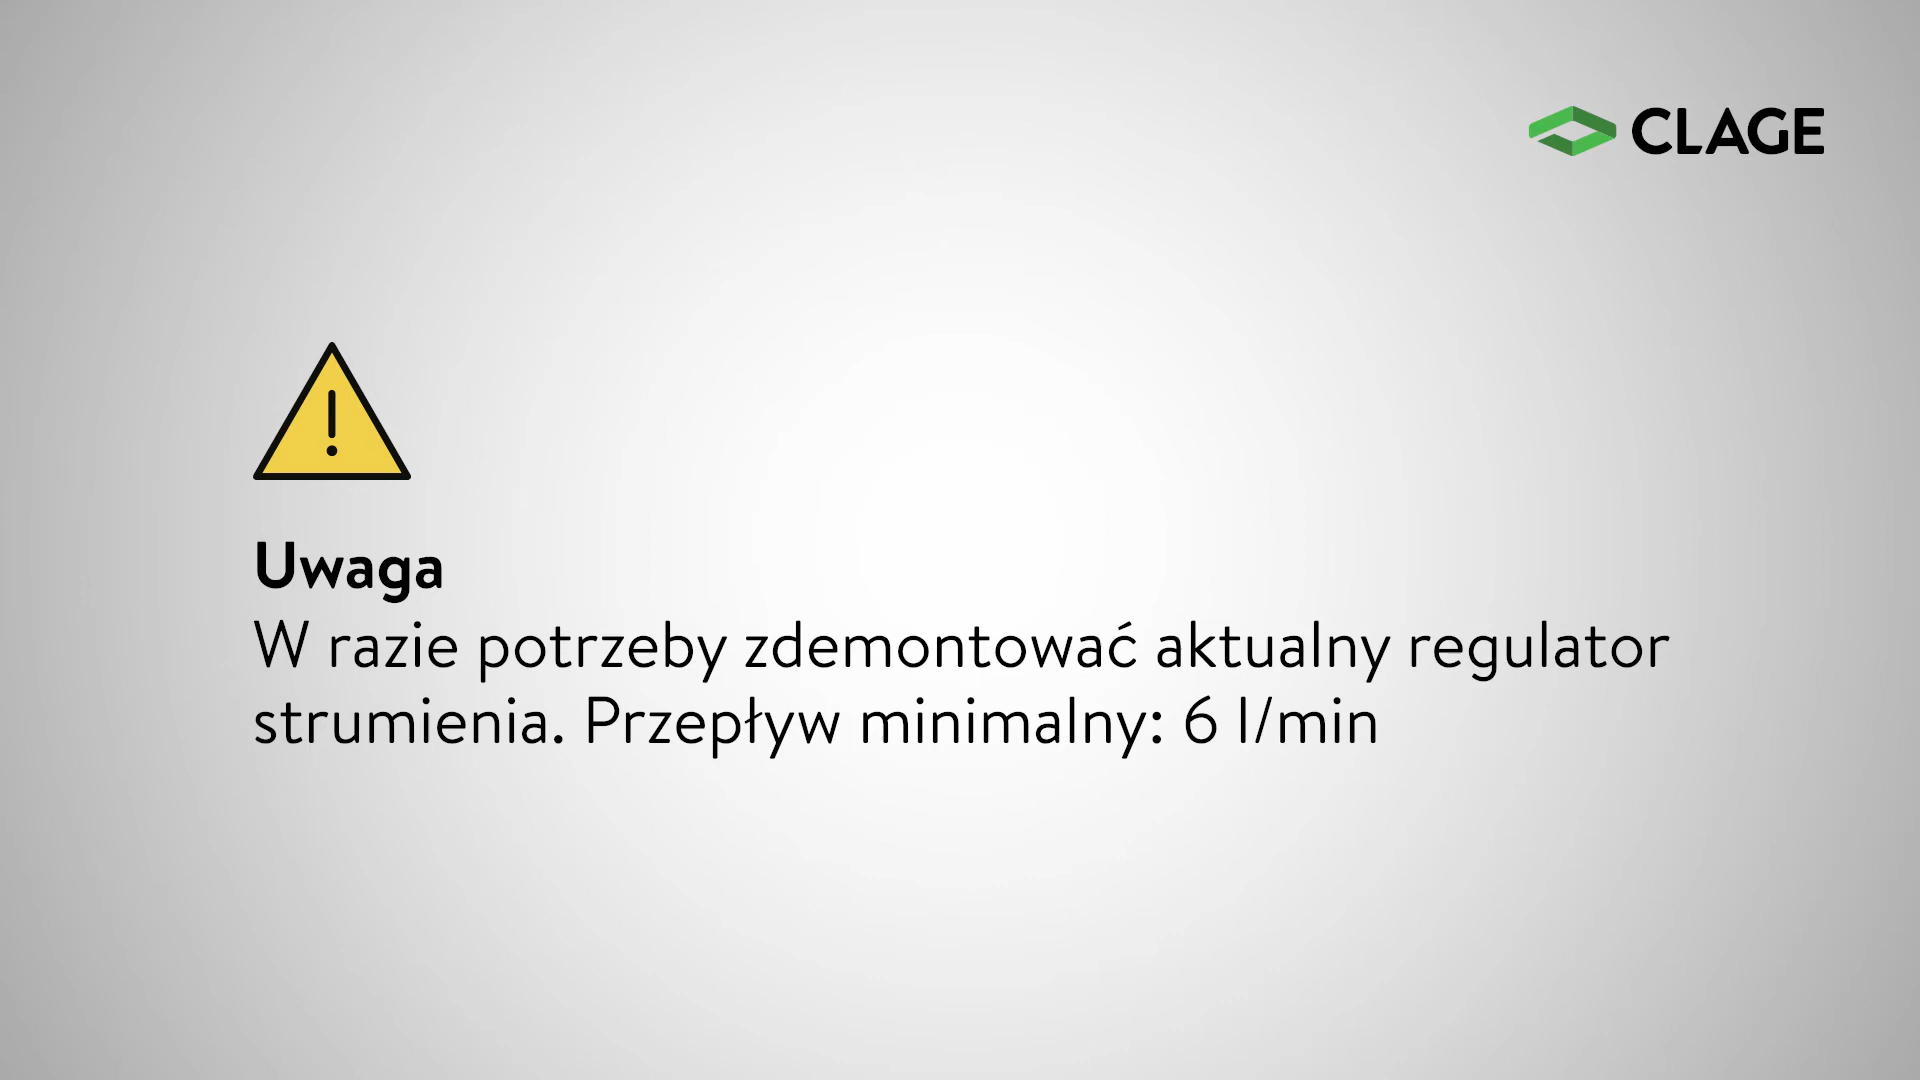 CLAGE
Uwaga
W razie potrzeby zdemontować aktualny regulator
strumienia. Przepływ minimalny: 6 l/min